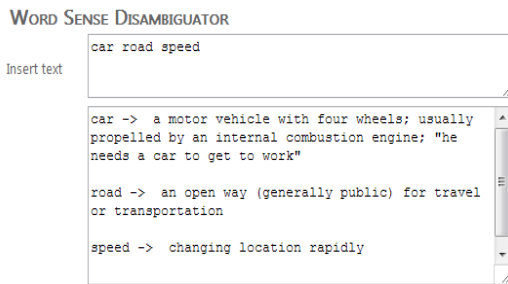 Word Sense Disambiguator
Insert text
car road speed
car -> a motor vehicle with four wheels; usually
propelled by an internal combustion engine; "he
needs a car to get to work"
road -> an open way (generally public) for travel
or transportation
speed -> changing location rapidly